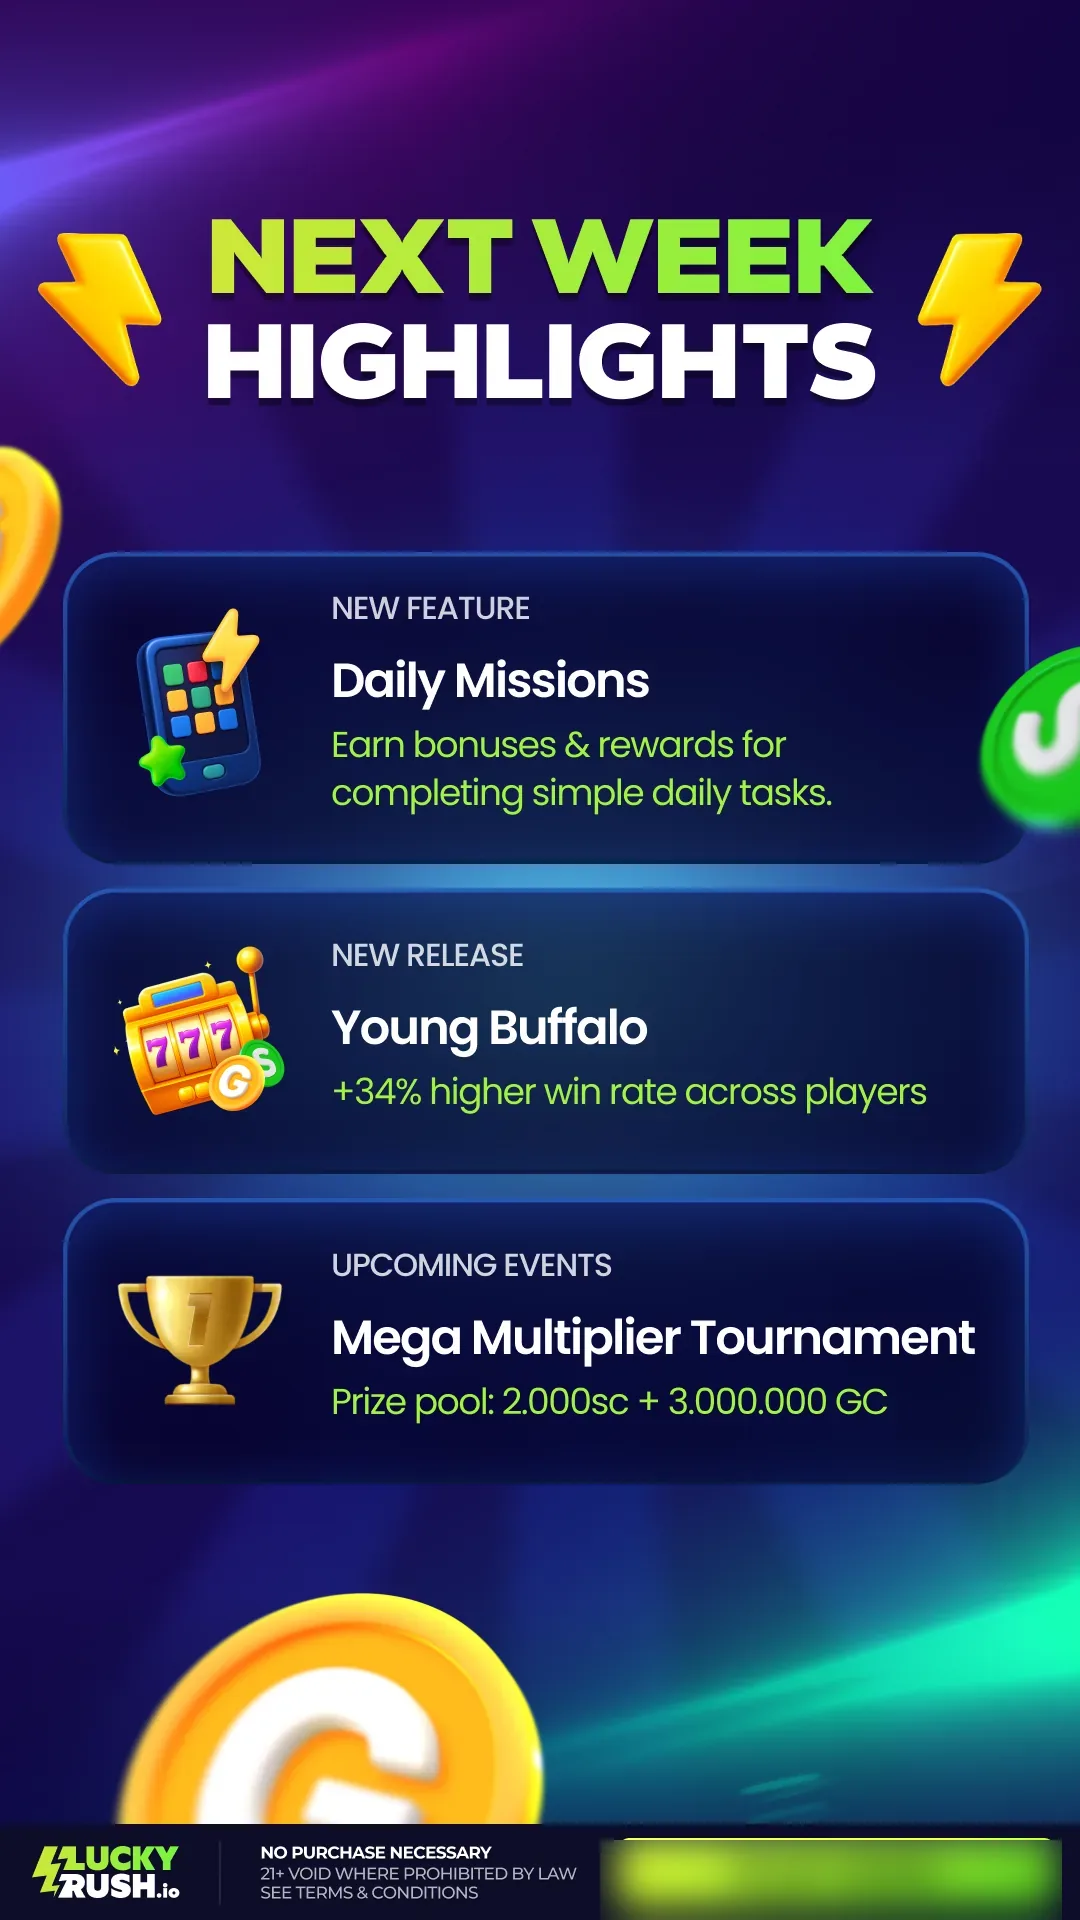 NEXT WEEK
HIGHLIGHTS
NEW FEATURE
Daily Missions
Earn bonuses & rewards for
completing simple daily tasks.
NEW RELEASE
777
G S
Young Buffalo
+34% higher win rate across players
UPCOMING EVENTS
1
Mega Multiplier Tournament
Prize pool: 2.000sc + 3.000.000 GC
G
LUCKY
RUSH.io
NO PURCHASE NECESSARY
21+ VOID WHERE PROHIBITED BY LAW
SEE TERMS & CONDITIONS